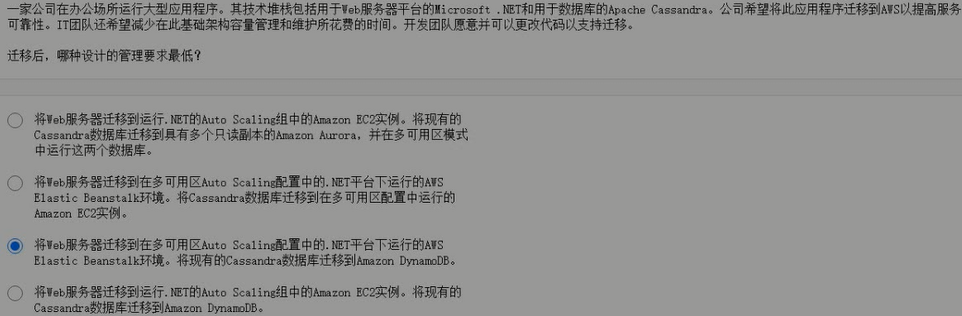 一家公司在办公场所运行大型应用程序。其技术堆栈包括用于Web服务器平台的Microsoft .NET和用于数据库的Apache Cassandra。公司希望将此应用程序迁移到AWS以提高服务
可靠性。IT团队还希望减少在此基础架构容量管理和维护所花费的时间。开发团队愿意并可以更改代码以支持迁移。
迁移后，哪种设计的管理要求最低？
将Web服务器迁移到运行.NET的Auto Scaling组中的Amazon EC2实例。将现有的
Cassandra数据库迁移到具有多个只读副本的Amazon Aurora，并在多可用区模式
中运行这两个数据库。
将Web服务器迁移到在多可用区Auto Scaling配置中的.NET平台下运行的AWS
Elastic Beanstalk环境。将Cassandra数据库迁移到在多可用区配置中运行的
Amazon EC2实例。
将Web服务器迁移到在多可用区Auto Scaling配置中的.NET平台下运行的AWS
Elastic Beanstalk环境。将现有的Cassandra数据库迁移到Amazon DynamoDB。
将Web服务器迁移到运行.NET的Auto Scaling组中的Amazon EC2实例。将现有的
Cassandra数据库迁移到Amazon DynamoDB。